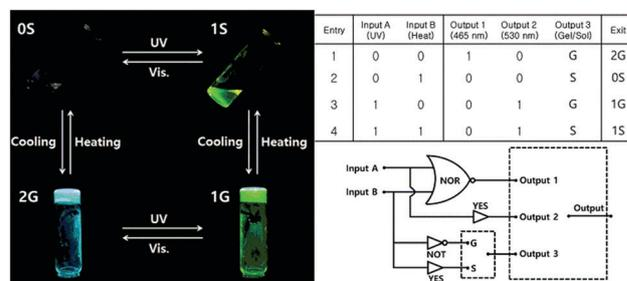 0S
1S
UV
Vis.
Cooling
Heating
Cooling
Heating
2G
1G
UV
Vis.
Entry Input A (UV) Input B (Heat) Output 1 (465 nm) Output 2 (530 nm) Output 3 (Gel/Sol) Exit
1 0 0 1 0 G 2G
2 0 1 0 0 S 0S
3 1 0 0 1 G 1G
4 1 1 0 1 S 1S
Input A
Input B
NOR
Output 1
YES
Output 2
Output
NOT
G
YES
S
Output 3